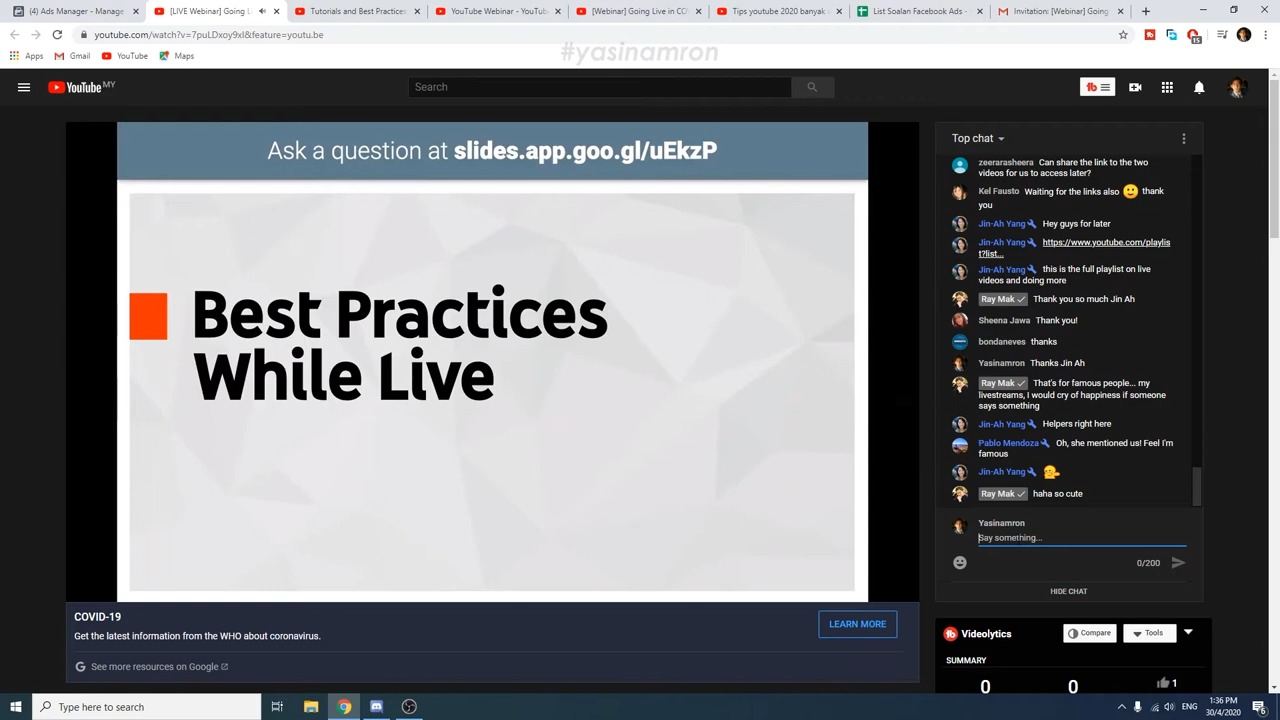 (4) Ads Manager - Manage
[LIVE Webinar] Going L
Tutorials and Best Practices
YouTube Webinar - YouTube
[Webinar] Going Live in CO
Tips youtube 2020 banyak
List Soalan Facebook Ads -
Invitation: [Webinar] Going
youtube.com/watch?v=7puLDxoy9xI&feature=youtu.be
15
Apps
Gmail
YouTube
Maps
#yasinamron
YouTube MY
Search
Ask a question at slides.app.goo.gl/uEkzP
Best Practices
While Live
COVID-19
Get the latest information from the WHO about coronavirus.
LEARN MORE
See more resources on Google
Top chat
zeerarasheera Can share the link to the two
videos for us to access later?
Kel Fausto Waiting for the links also thank
you
Jin-Ah Yang Hey guys for later
Jin-Ah Yang https://www.youtube.com/playlis
t?list...
Jin-Ah Yang this is the full playlist on live
videos and doing more
Ray Mak Thank you so much Jin Ah
Sheena Jawa Thank you!
bondaneves thanks
Yasinamron Thanks Jin Ah
Ray Mak That's for famous people... my
livestreams, i would cry of happiness if someone
says something
Jin-Ah Yang Helpers right here
Pablo Mendoza Oh, she mentioned us! Feel I'm
famous
Jin-Ah Yang
Ray Mak haha so cute
Yasinamron
Say something...
0/200
HIDE CHAT
Videolytics
Compare
Tools
SUMMARY
0
0
1
Type here to search
ENG
1:36 PM
30/4/2020
6